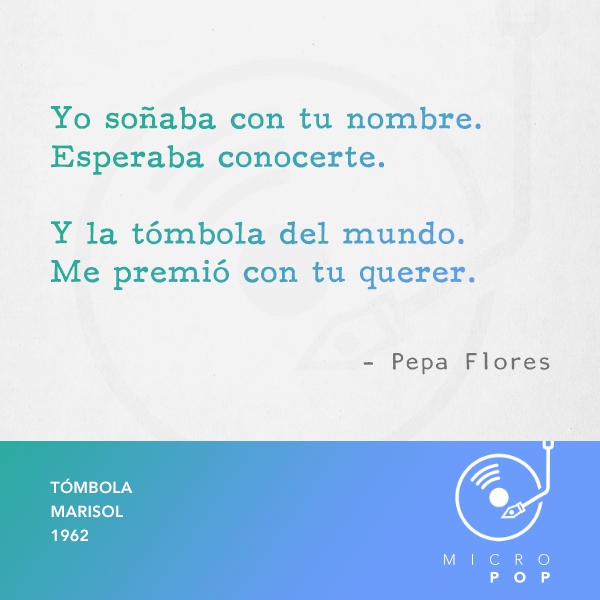 Yo soñaba con tu nombre.
Esperaba conocerte.
Y la tómbola del mundo.
Me premió con tu querer.
– Pepa Flores
TÓMBOLA
MARISOL
1962
MICRO
POP